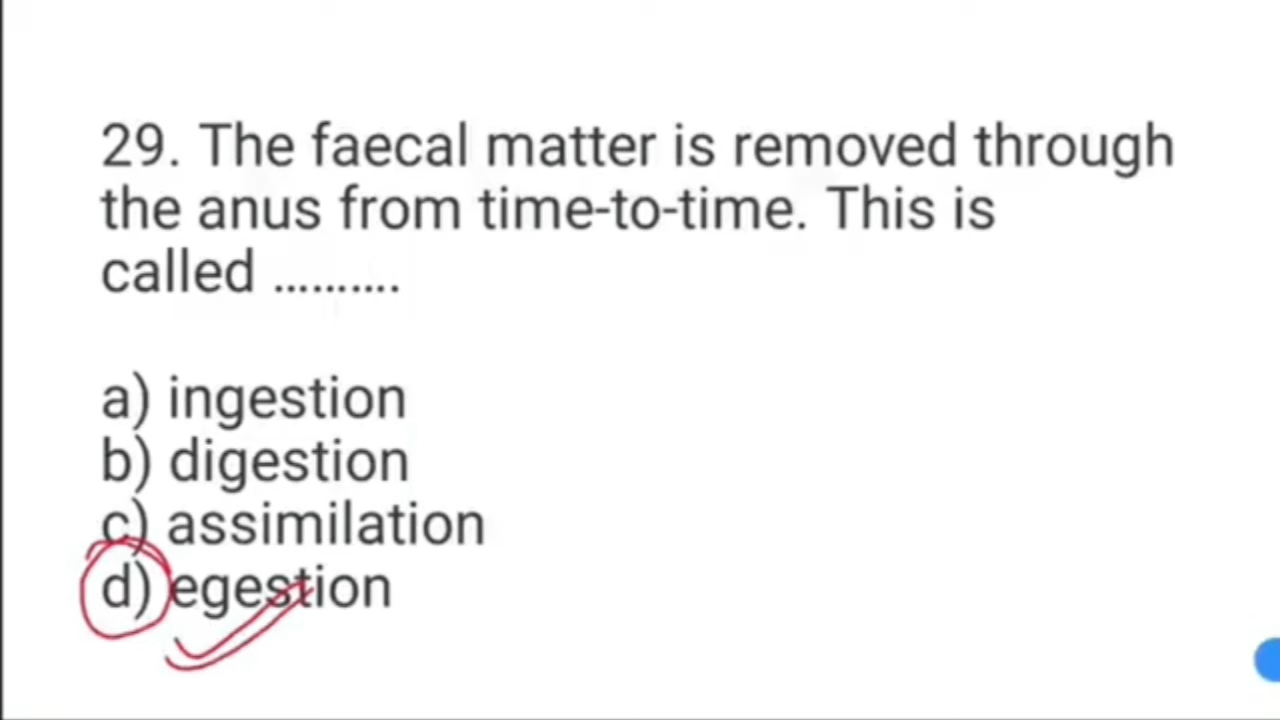 29. The faecal matter is removed through
the anus from time-to-time. This is
called ..........
a) ingestion
b) digestion
c) assimilation
d) egestion